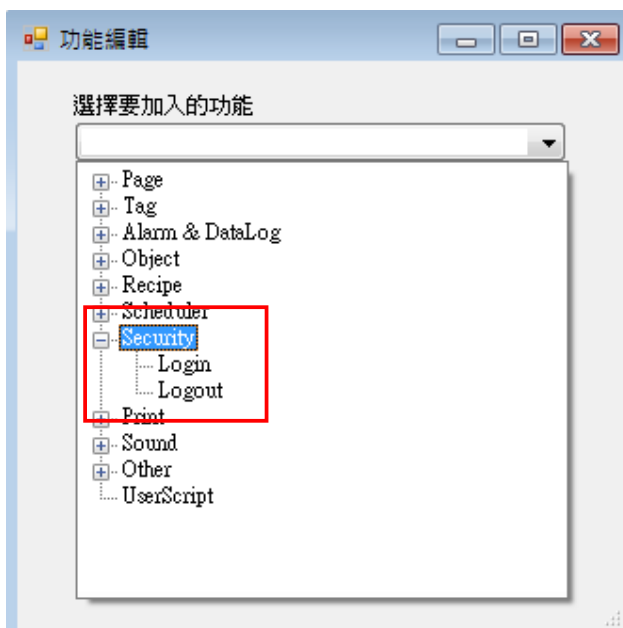 功能編輯
選擇要加入的功能
Page
Tag
Alarm & DataLog
Object
Recipe
Scheduler
Security
Login
Logout
Print
Sound
Other
UserScript